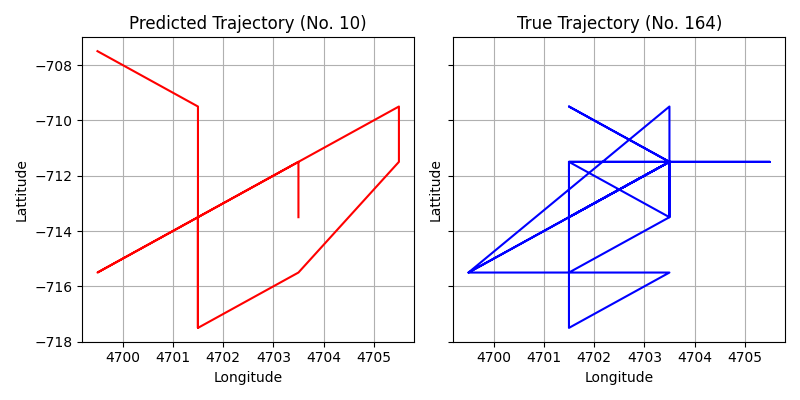 Predicted Trajectory (No. 10)
True Trajectory (No. 164)
−708
−710
−712
−714
−716
−718
Lattitude
Lattitude
4700 4701 4702 4703 4704 4705
4700 4701 4702 4703 4704 4705
Longitude
Longitude